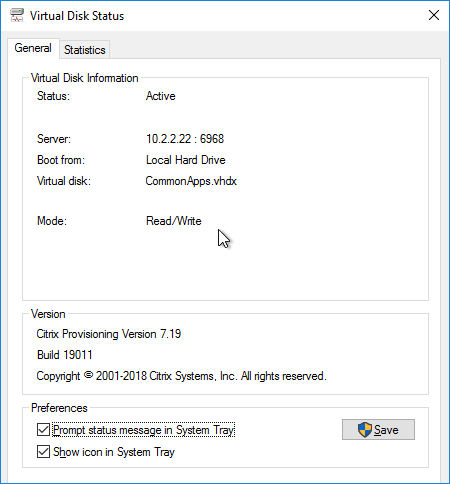 Virtual Disk Status
General
Statistics
Virtual Disk Information
Status: Active
Server: 10.2.2.22 : 6968
Boot from: Local Hard Drive
Virtual disk: CommonApps.vhdx
Mode: Read/Write
Version
Citrix Provisioning Version 7.19
Build 19011
Copyright © 2001-2018 Citrix Systems, Inc. All rights reserved.
Preferences
Prompt status message in System Tray
Save
Show icon in System Tray